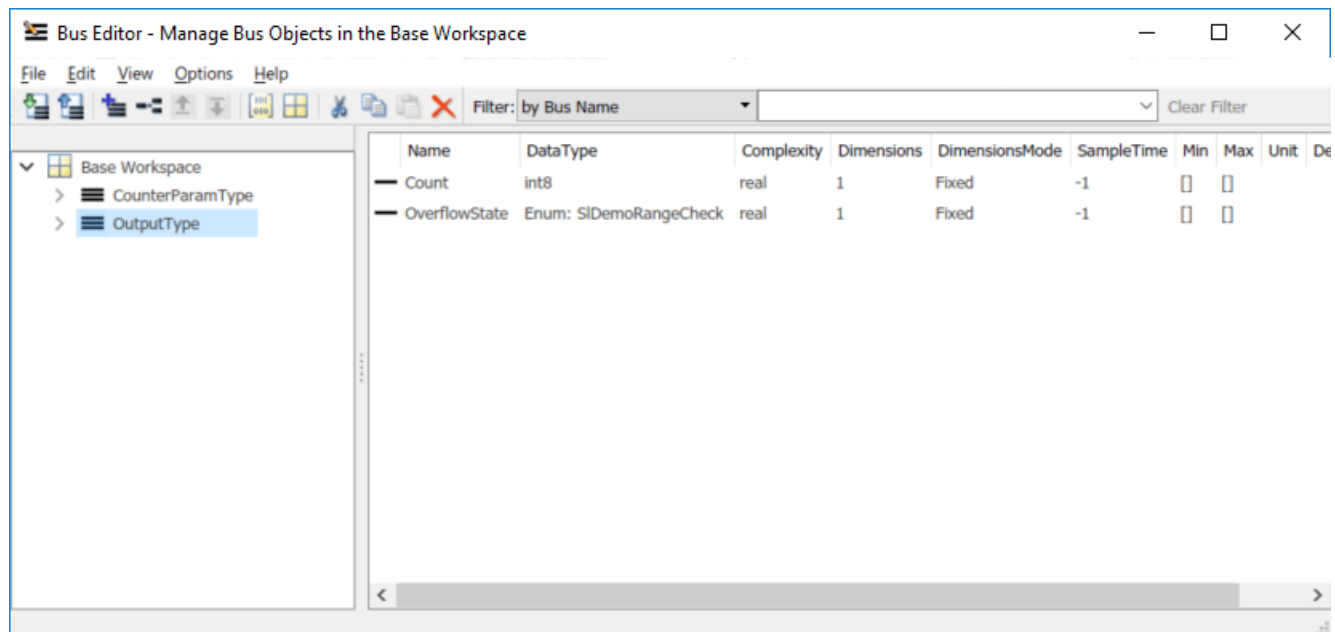 Bus Editor - Manage Bus Objects in the Base Workspace
File Edit View Options Help
Filter: by Bus Name Clear Filter
Base Workspace
CounterParamType
OutputType
Name DataType Complexity Dimensions DimensionsMode SampleTime Min Max Unit De
Count int8 real 1 Fixed -1 [] []
OverflowState Enum: SlDemoRangeCheck real 1 Fixed -1 [] []